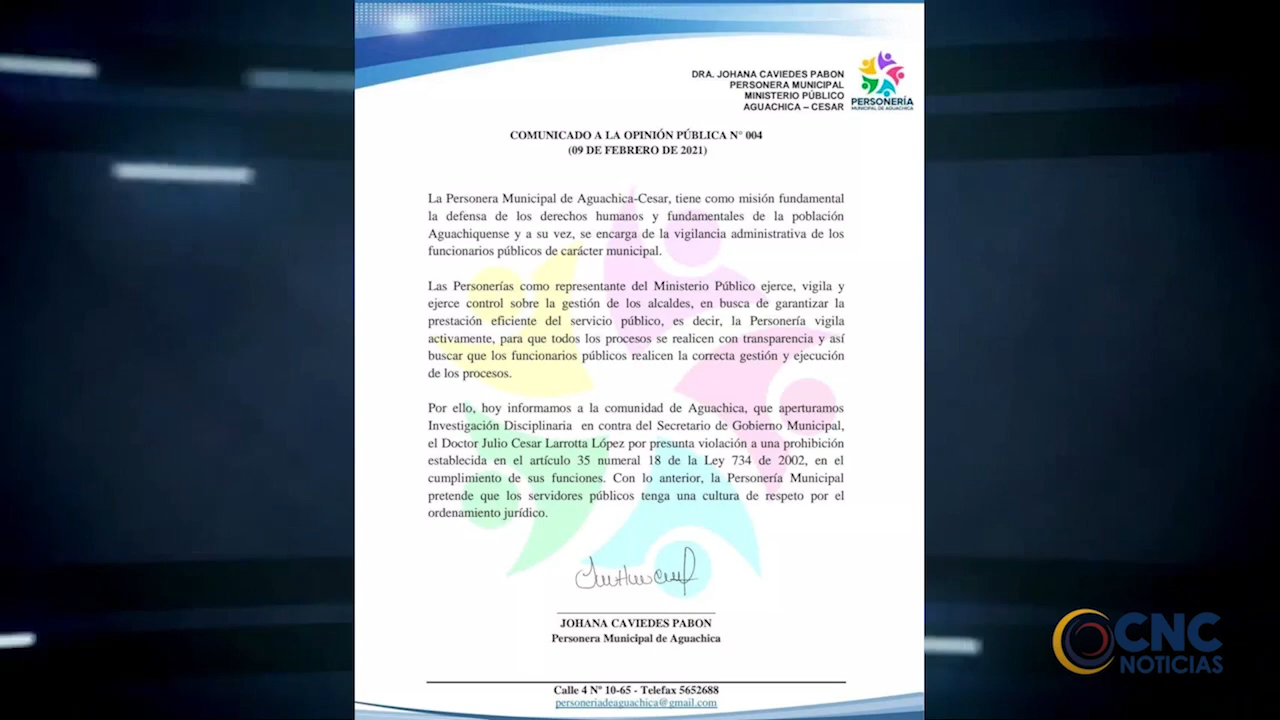 DRA. JOHANA CAVIEDES PABON
PERSONERA MUNICIPAL
MINISTERIO PÚBLICO
AGUACHICA – CESAR
PERSONERÍA
MUNICIPAL DE AGUACHICA
COMUNICADO A LA OPINIÓN PÚBLICA N° 004
(09 DE FEBRERO DE 2021)
La Personera Municipal de Aguachica-Cesar, tiene como misión fundamental
la defensa de los derechos humanos y fundamentales de la población
Aguachiquense y a su vez, se encarga de la vigilancia administrativa de los
funcionarios públicos de carácter municipal.
Las Personerías como representante del Ministerio Público ejerce, vigila y
ejerce control sobre la gestión de los alcaldes, en busca de garantizar la
prestación eficiente del servicio público, es decir, la Personería vigila
activamente, para que todos los procesos se realicen con transparencia y así
buscar que los funcionarios públicos realicen la correcta gestión y ejecución
de los procesos.
Por ello, hoy informamos a la comunidad de Aguachica, que aperturamos
Investigación Disciplinaria en contra del Secretario de Gobierno Municipal,
el Doctor Julio Cesar Larrotta López por presunta violación a una prohibición
establecida en el artículo 35 numeral 18 de la Ley 734 de 2002, en el
cumplimiento de sus funciones. Con lo anterior, la Personería Municipal
pretende que los servidores públicos tenga una cultura de respeto por el
ordenamiento jurídico.
JOHANA CAVIEDES PABON
Personera Municipal de Aguachica
Calle 4 Nº 10-65 - Telefax 5652688
personeriadeaguachica@gmail.com
CNC
NOTICIAS